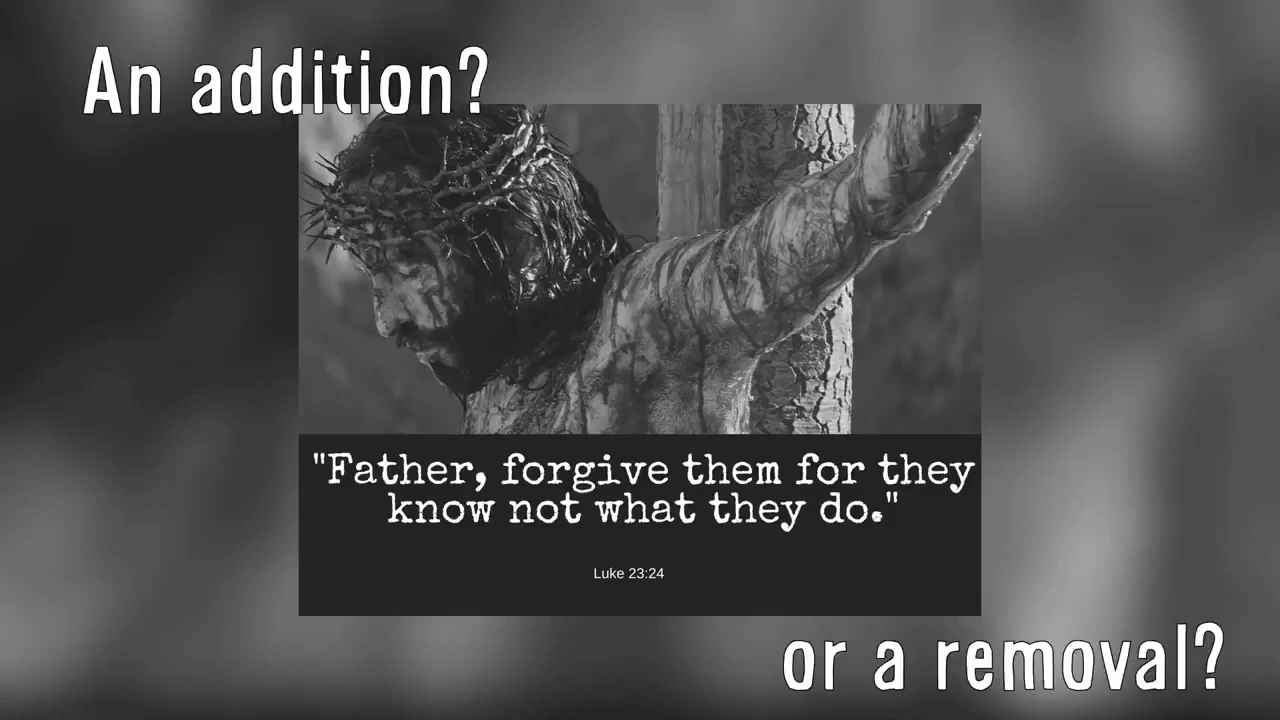 An addition?
"Father, forgive them for they
know not what they do."
Luke 23:24
or a removal?